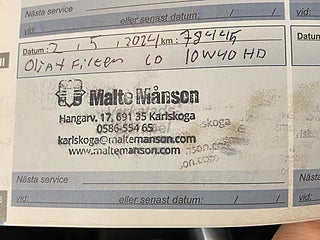 Nästa service
vid: eller senast datum: / /
Datum: 2, 5, 2024 km: 78445
Olja + Filter 10W40 HD
Malte Månson
Hangarv. 17, 691 35 Karlskoga
0586-554 65
karlskoga@maltemanson.com
www.maltemanson.com
Nästa service
vid: eller senast datum: / /